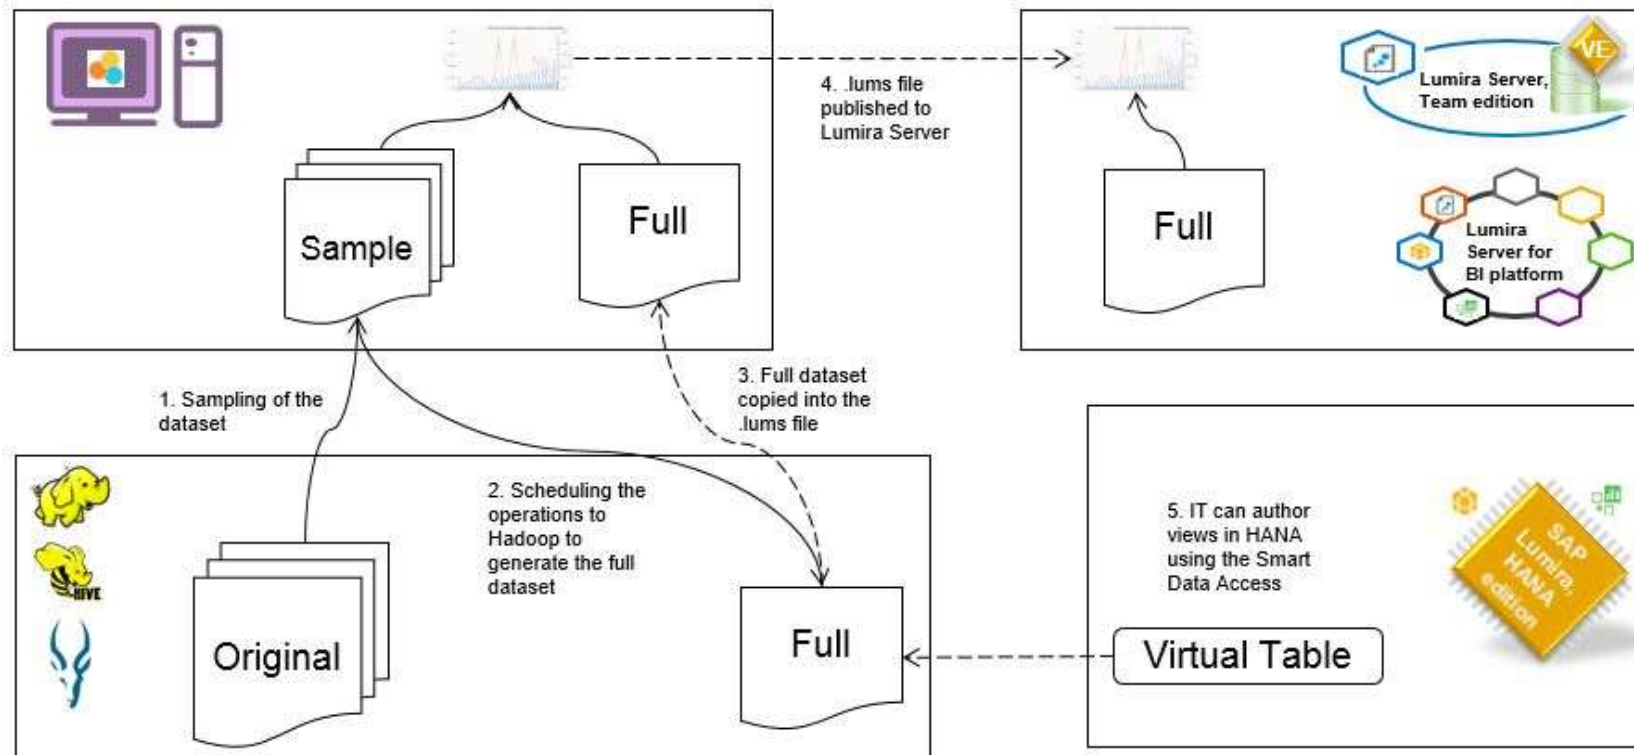 4. .lums file
published to
Lumira Server
VE
Lumira Server,
Team edition
Sample
Full
Full
Lumira
Server for
BI platform
1. Sampling of the
dataset
3. Full dataset
copied into the
.lums file
2. Scheduling the
operations to
Hadoop to
generate the full
dataset
HIVE
Original
Full
5. IT can author
views in HANA
using the Smart
Data Access
Virtual Table
SAP
Lumira,
HANA
edition